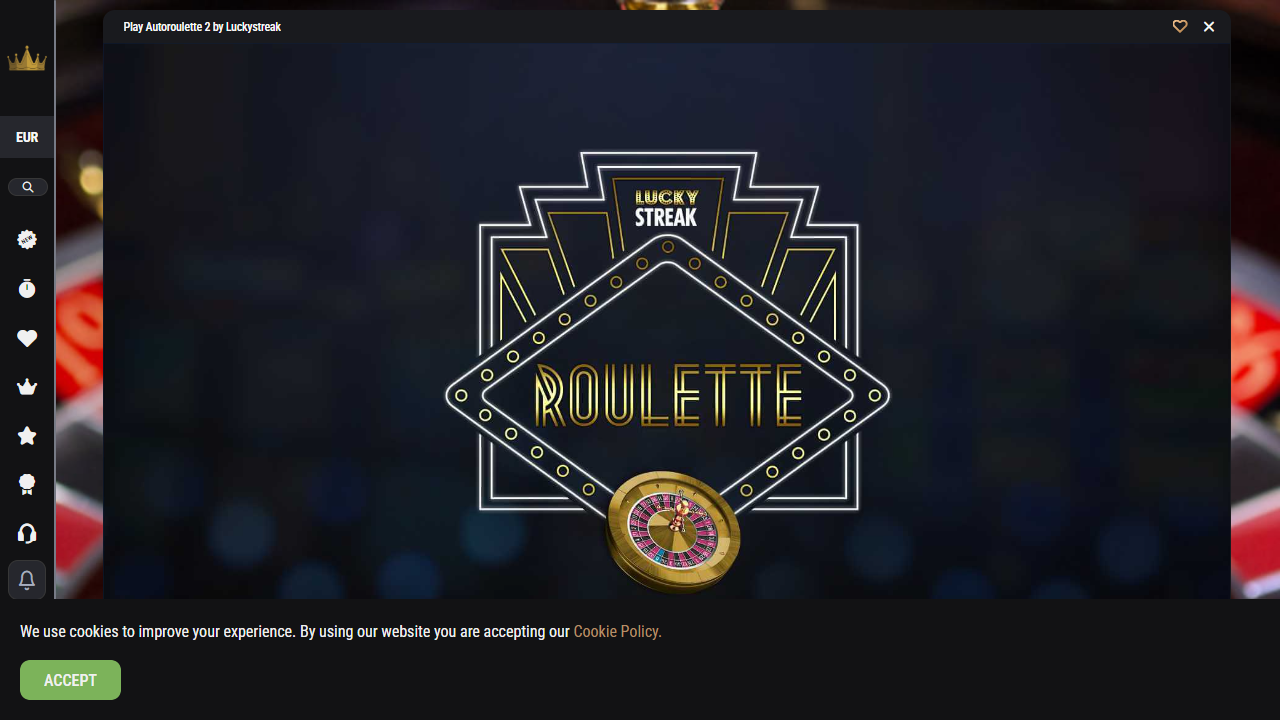 Play Autoroulette 2 by Luckystreak
EUR
NEW
LUCKY
STREAK
ROULETTE
We use cookies to improve your experience. By using our website you are accepting our Cookie Policy.
ACCEPT